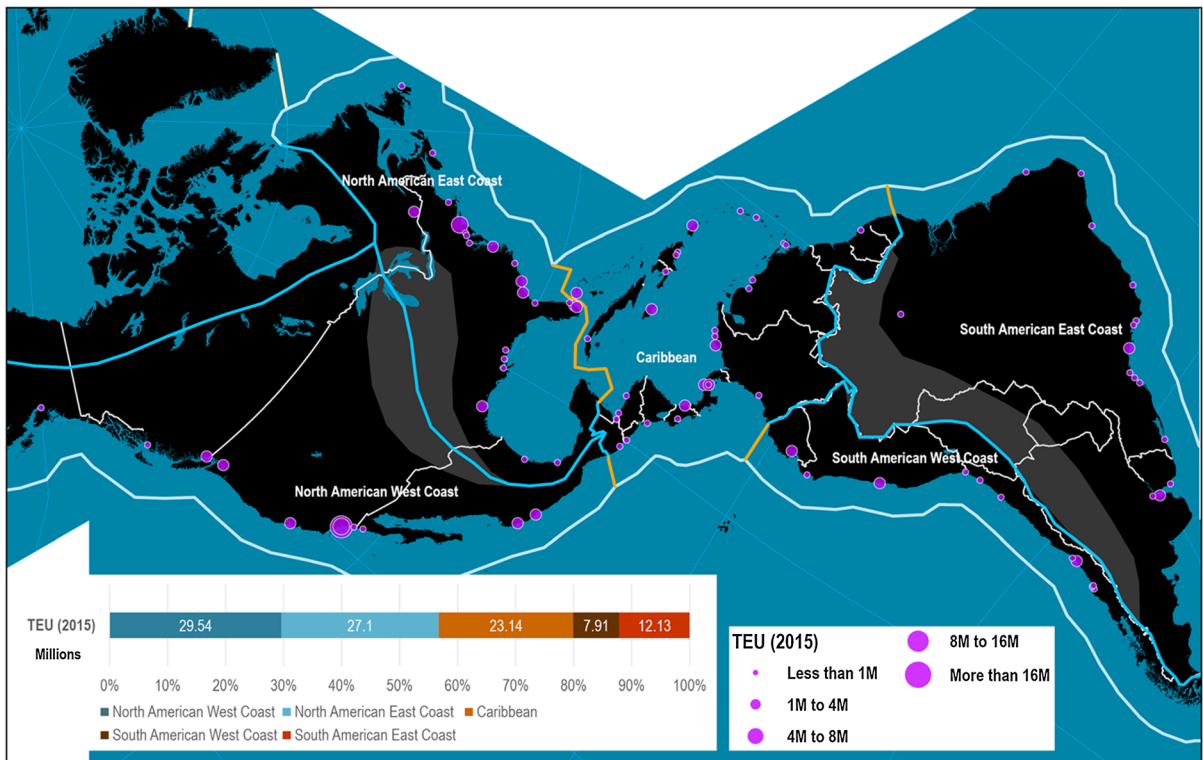 North American East Coast
Caribbean
South American East Coast
South American West Coast
North American West Coast
TEU (2015)
Millions
29.54 27.1 23.14 7.91 12.13
0% 10% 20% 30% 40% 50% 60% 70% 80% 90% 100%
North American West Coast North American East Coast Caribbean
South American West Coast South American East Coast
TEU (2015)
Less than 1M
1M to 4M
4M to 8M
8M to 16M
More than 16M